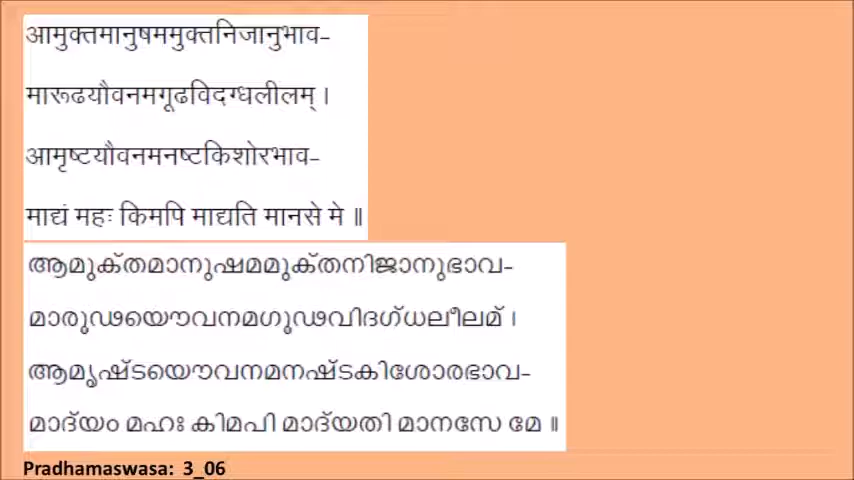 आमुक्तमानुषममुक्तनिजानुभाव-
मारूढयौवनमगूढविदग्धलीलम् ।
आमृष्टयौवनमनष्टकिशोरभाव-
माद्यं महः किमपि माद्यति मानसे मे ॥
ആമുക്തമാനുഷമമുക്തനിജാനുഭാവ-
മാരുഢയൌവനമഗൂഢവിദഗ്ധലീലമ് ।
ആമൃഷ്ടയൌവനമനഷ്ടകിശോരഭാവ-
മാദ്യം മഹഃ കിമപി മാദ്യതി മാനസേ മേ ॥
Pradhamaswasa: 3_06